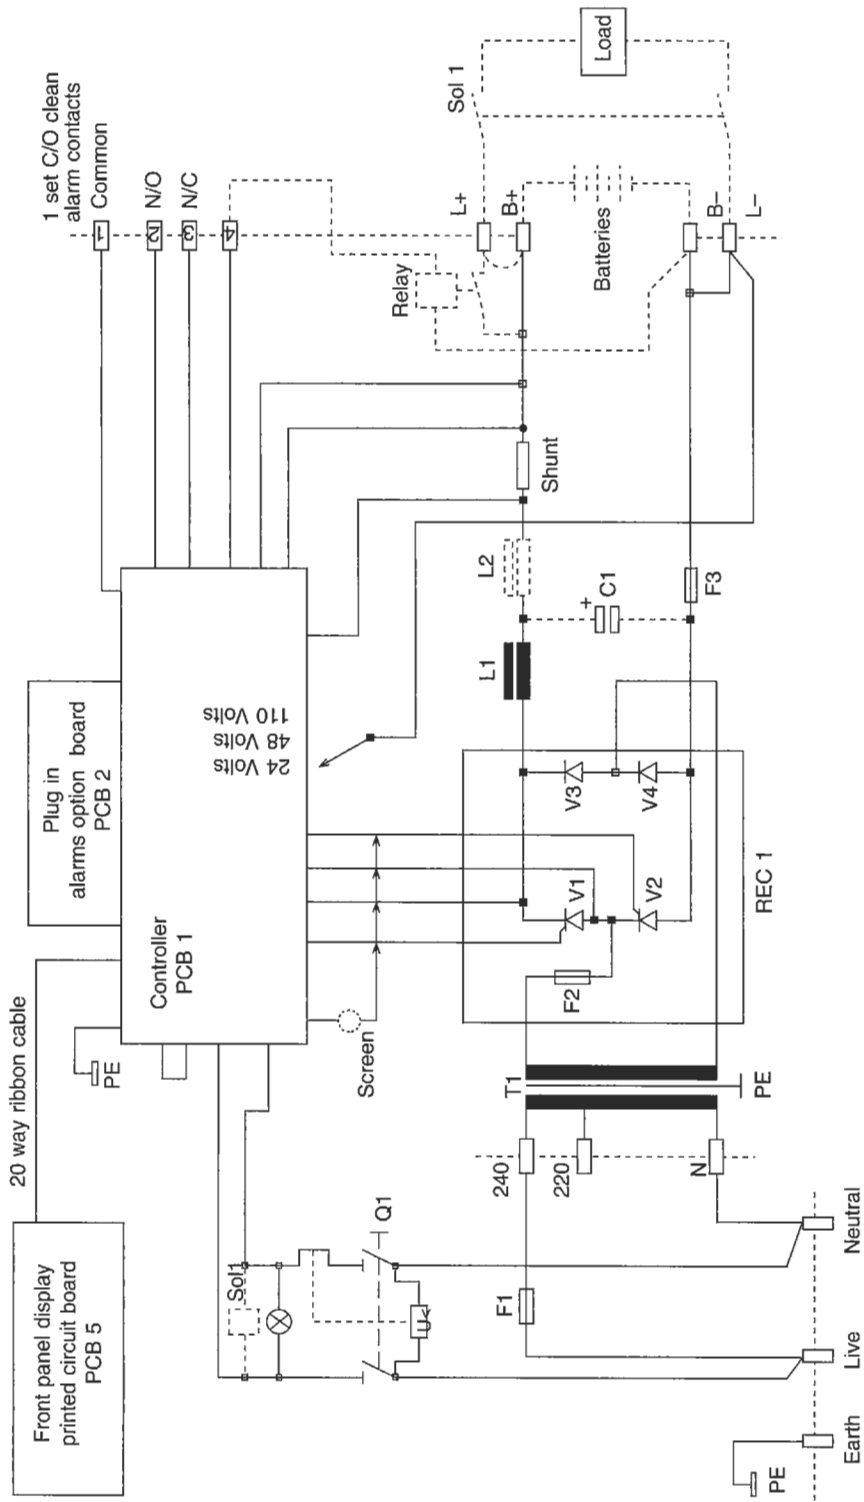 1 set C/O clean
alarm contacts
Common
1
2
N/O
3
N/C
4
Load
Sol 1
L+
B+
B−
L−
Batteries
Relay
Shunt
L2
+
C1
L1
F3
Plug in
alarms option board
PCB 2
110 Volts
48 Volts
24 Volts
Controller
PCB 1
V3
V4
V1
V2
REC 1
F2
Screen
PE
20 way ribbon cable
T1
PE
240
220
N
Front panel display
printed circuit board
PCB 5
Sol1
Q1
U<
F1
Neutral
Live
Earth
PE